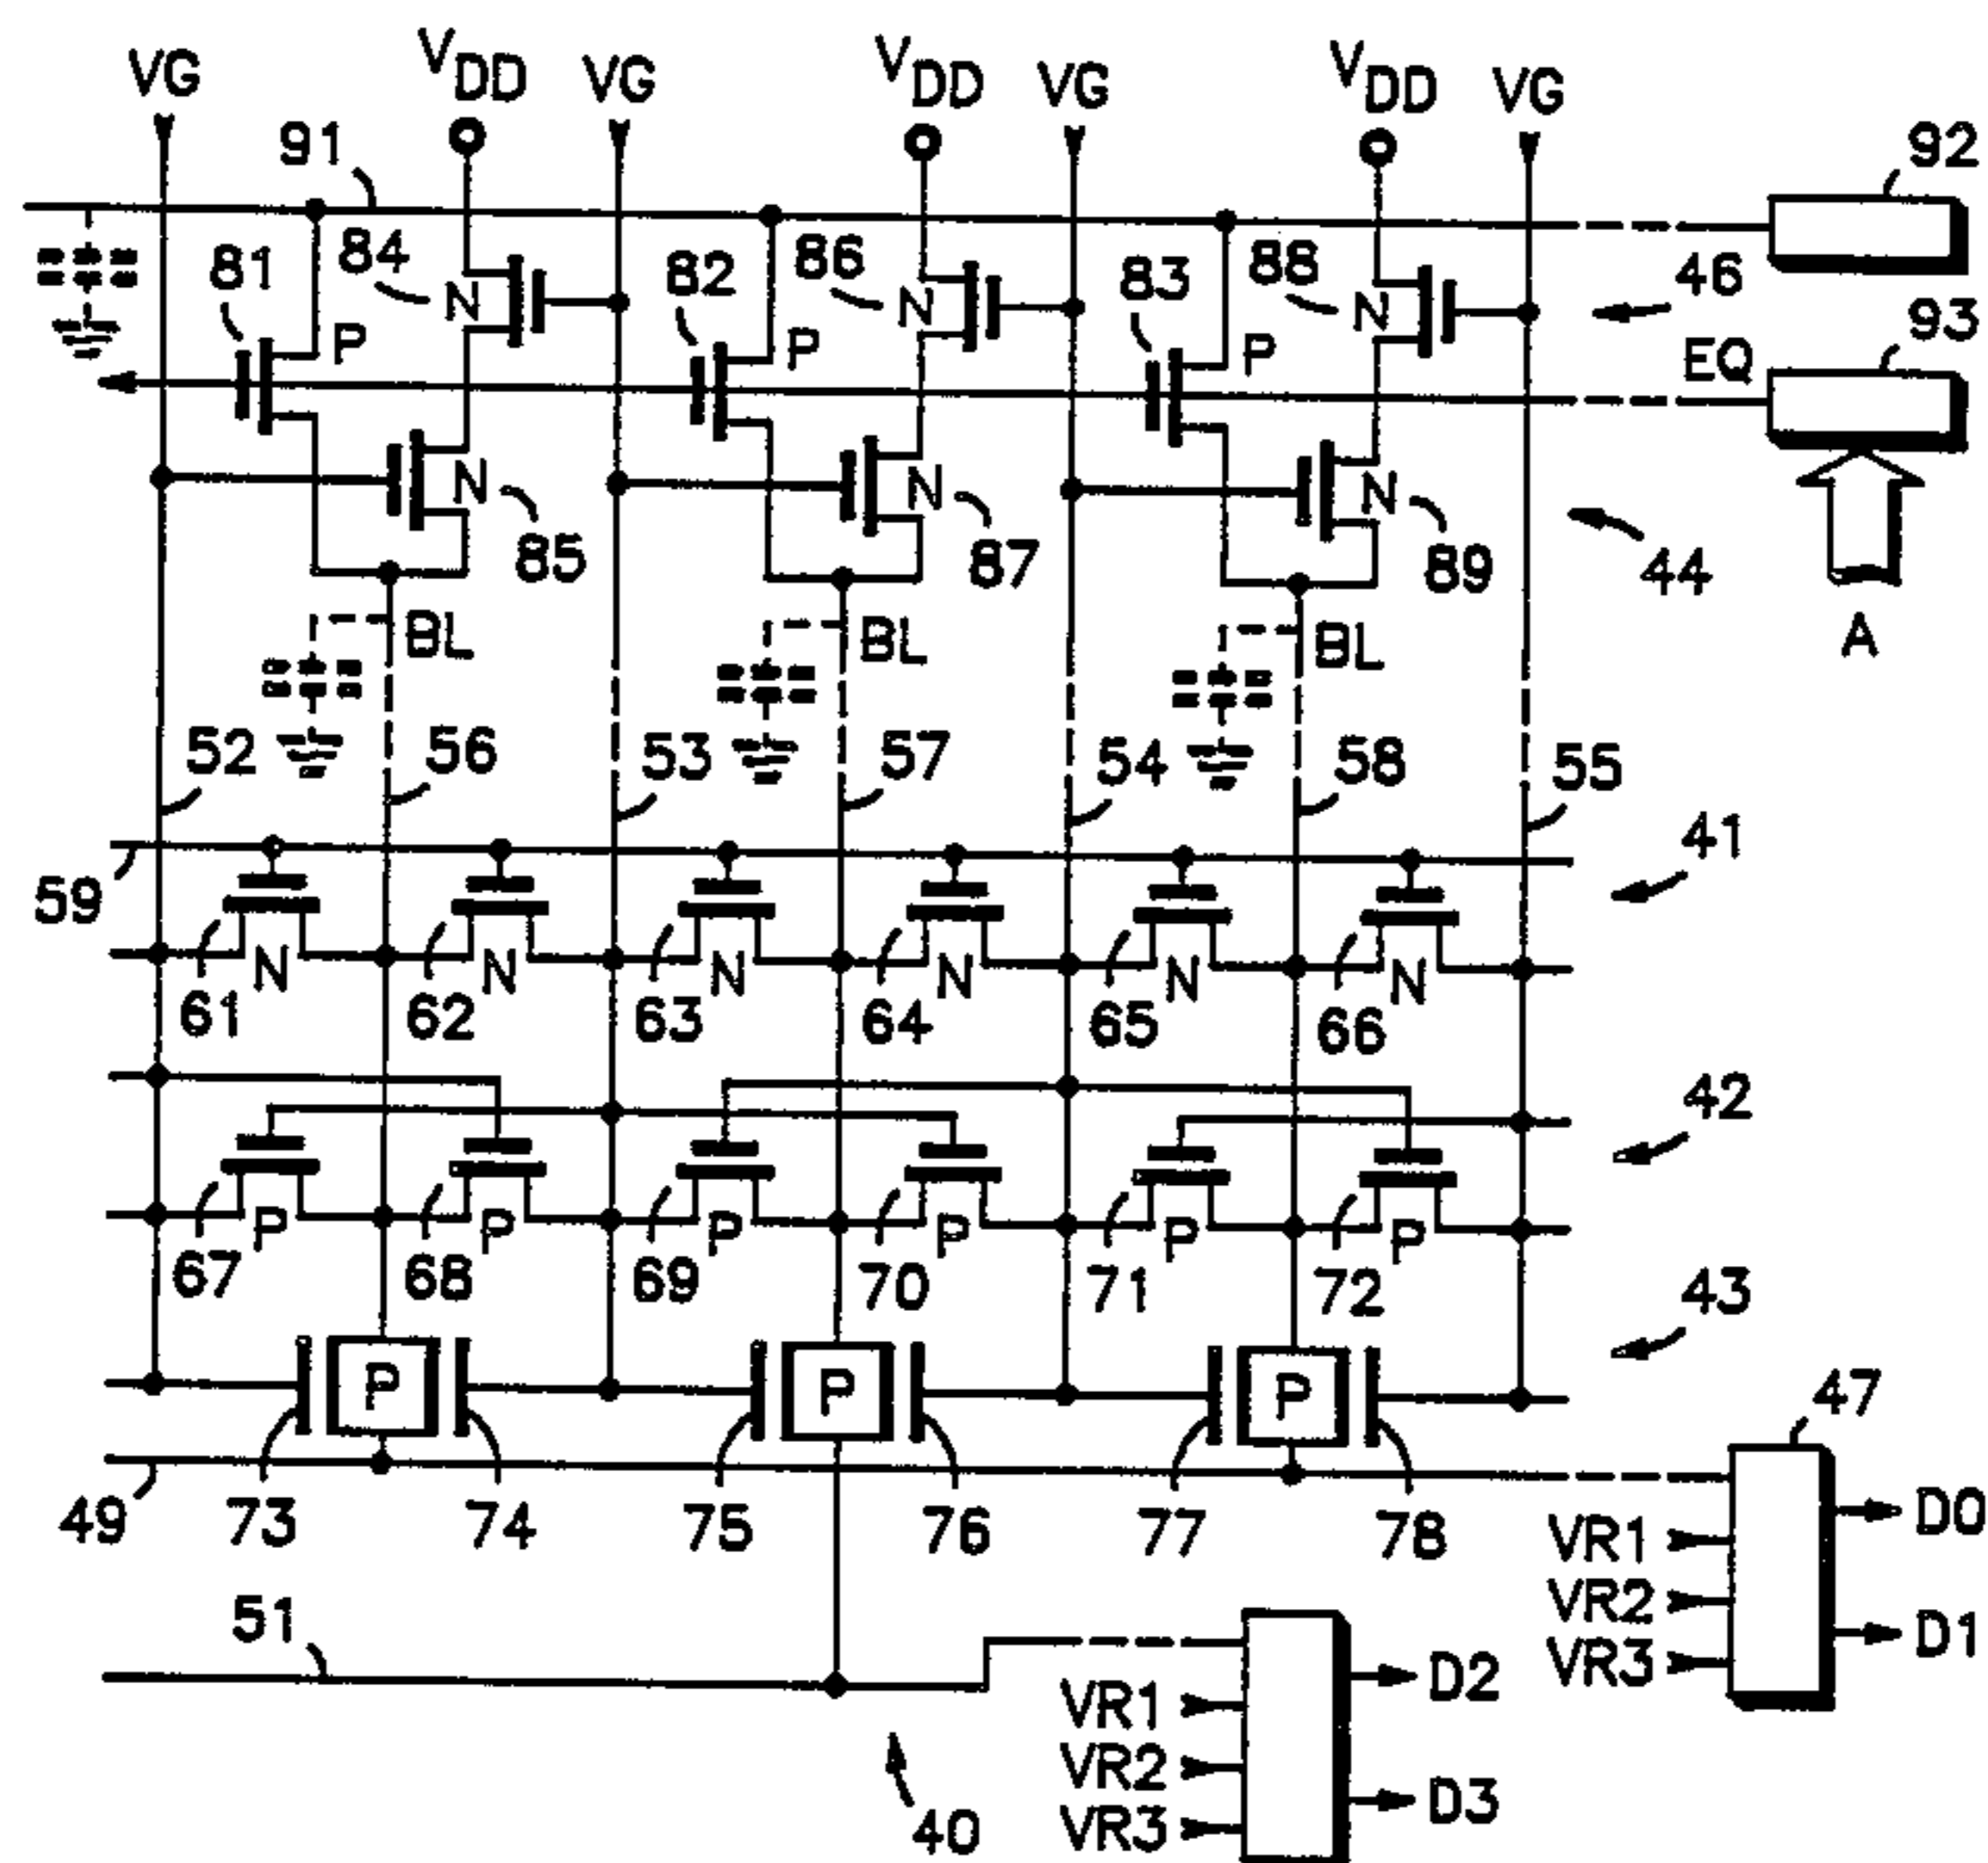 VG VDD VG VDD VG VDD VG
91 92
81 84 82 86 83 88 46
P N P N P N EQ 93
N N N
85 87 89 44
BL BL BL A
52 56 53 57 54 58 55
41
59
N N N N N N
61 62 63 64 65 66
42
P P P P P P
67 68 69 70 71 72
43
P P P
47
49 73 74 75 76 77 78
D0
VR1
VR2
D1
VR3
51
D2
VR1
VR2
D3
VR3
40